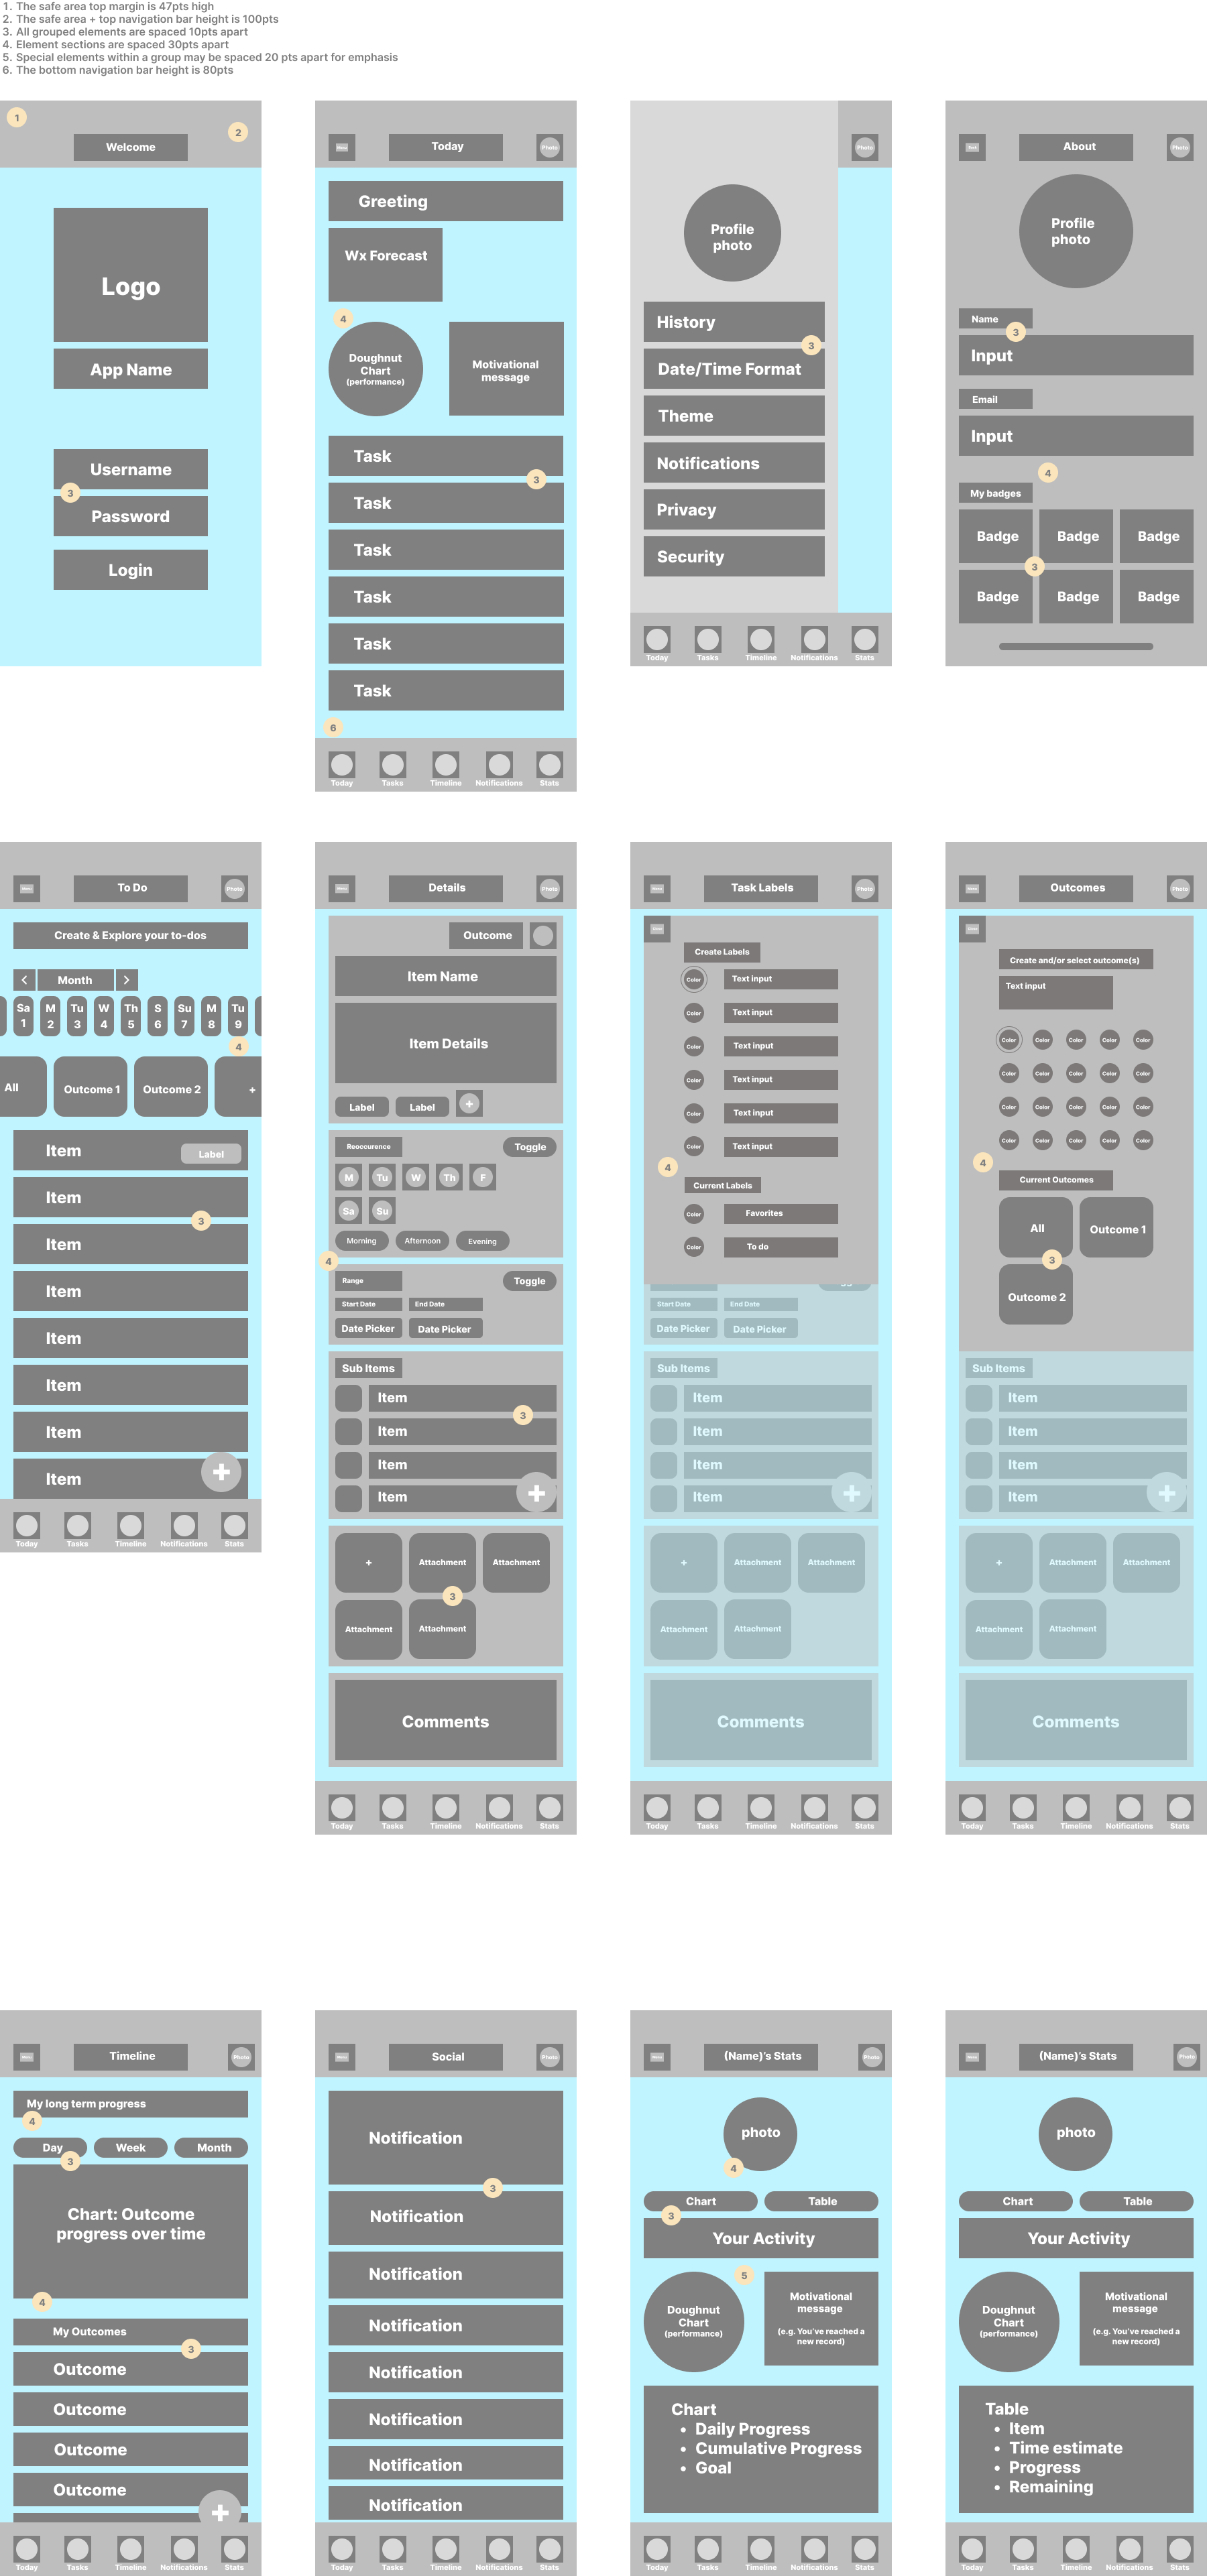 1. The safe area top margin is 47pts high
2. The safe area + top navigation bar height is 100pts
3. All grouped elements are spaced 10pts apart
4. Element sections are spaced 30pts apart
5. Special elements within a group may be spaced 20 pts apart for emphasis
6. The bottom navigation bar height is 80pts
1
2
Welcome
Logo
App Name
Username
3
Password
Login
Today
Photo
Greeting
Wx Forecast
4
Doughnut
Chart
(performance)
Motivational
message
Task
3
Task
Task
Task
Task
Task
6
Today Tasks Timeline Notifications Stats
Photo
Profile
photo
History
3
Date/Time Format
Theme
Notifications
Privacy
Security
Today Tasks Timeline Notifications Stats
About
Photo
Profile
photo
Name
3
Input
Email
Input
4
My badges
Badge Badge Badge
3
Badge Badge Badge
To Do
Photo
Create & Explore your to-dos
< Month >
Sa M Tu W Th S Su M Tu
1 2 3 4 5 6 7 8 9
4
All Outcome 1 Outcome 2 +
Item Label
Item
3
Item
Item
Item
Item
Item
Item +
Today Tasks Timeline Notifications Stats
Details
Photo
Outcome
Item Name
Item Details
Label Label +
Reoccurence Toggle
M Tu W Th F
Sa Su
Morning Afternoon Evening
4
Range Toggle
Start Date End Date
Date Picker Date Picker
Sub Items
Item
3
Item
Item
Item +
+ Attachment Attachment
3
Attachment Attachment
Comments
Today Tasks Timeline Notifications Stats
Task Labels
Photo
Create Labels
Color Text input
Color Text input
Color Text input
Color Text input
Color Text input
Color Text input
4
Current Labels
Color Favorites
Color To do
Start Date End Date
Date Picker Date Picker
Sub Items
Item
Item
Item
Item +
+ Attachment Attachment
Attachment Attachment
Comments
Today Tasks Timeline Notifications Stats
Outcomes
Photo
Create and/or select outcome(s)
Text input
Color Color Color Color Color
Color Color Color Color Color
Color Color Color Color Color
Color Color Color Color Color
4
Current Outcomes
All Outcome 1
3
Outcome 2
Sub Items
Item
Item
Item
Item +
+ Attachment Attachment
Attachment Attachment
Comments
Today Tasks Timeline Notifications Stats
Timeline
Photo
My long term progress
4
Day Week Month
3
Chart: Outcome
progress over time
4
My Outcomes
3
Outcome
Outcome
Outcome
Outcome
+
Today Tasks Timeline Notifications Stats
Social
Photo
Notification
3
Notification
Notification
Notification
Notification
Notification
Notification
Notification
Today Tasks Timeline Notifications Stats
(Name)'s Stats
Photo
photo
4
Chart Table
3
Your Activity
5
Doughnut
Chart
(performance)
Motivational
message
(e.g. You've reached a
new record)
Chart
• Daily Progress
• Cumulative Progress
• Goal
Today Tasks Timeline Notifications Stats
(Name)'s Stats
Photo
photo
Chart Table
Your Activity
Doughnut
Chart
(performance)
Motivational
message
(e.g. You've reached a
new record)
Table
• Item
• Time estimate
• Progress
• Remaining
Today Tasks Timeline Notifications Stats